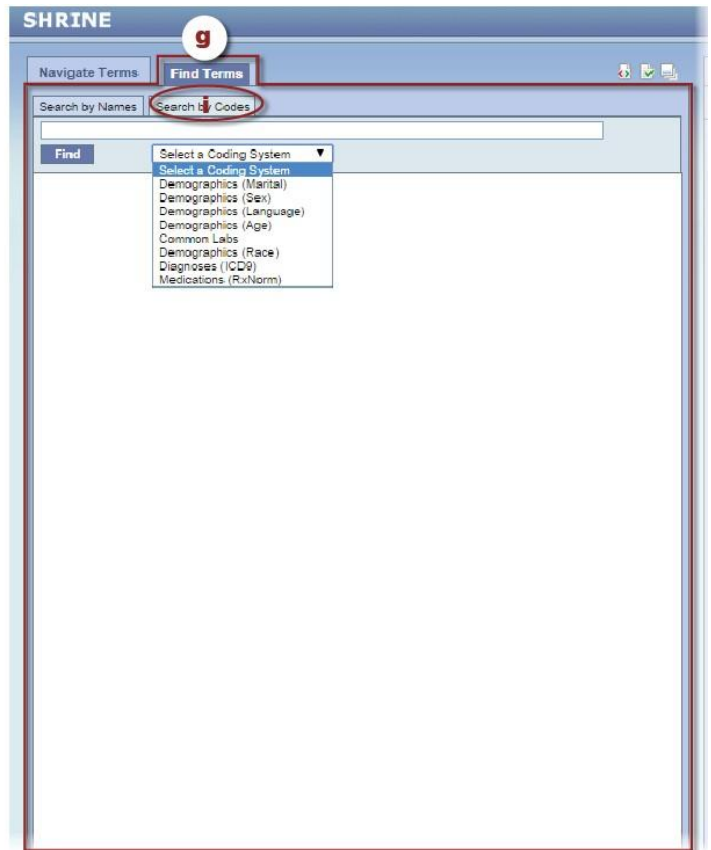 SHRINE
g
Navigate Terms Find Terms
Search by Names Search by Codes
i
Find Select a Coding System ▼
Select a Coding System
Demographics (Marital)
Demographics (Sex)
Demographics (Language)
Demographics (Age)
Common Labs
Demographics (Race)
Diagnoses (ICD9)
Medications (RxNorm)